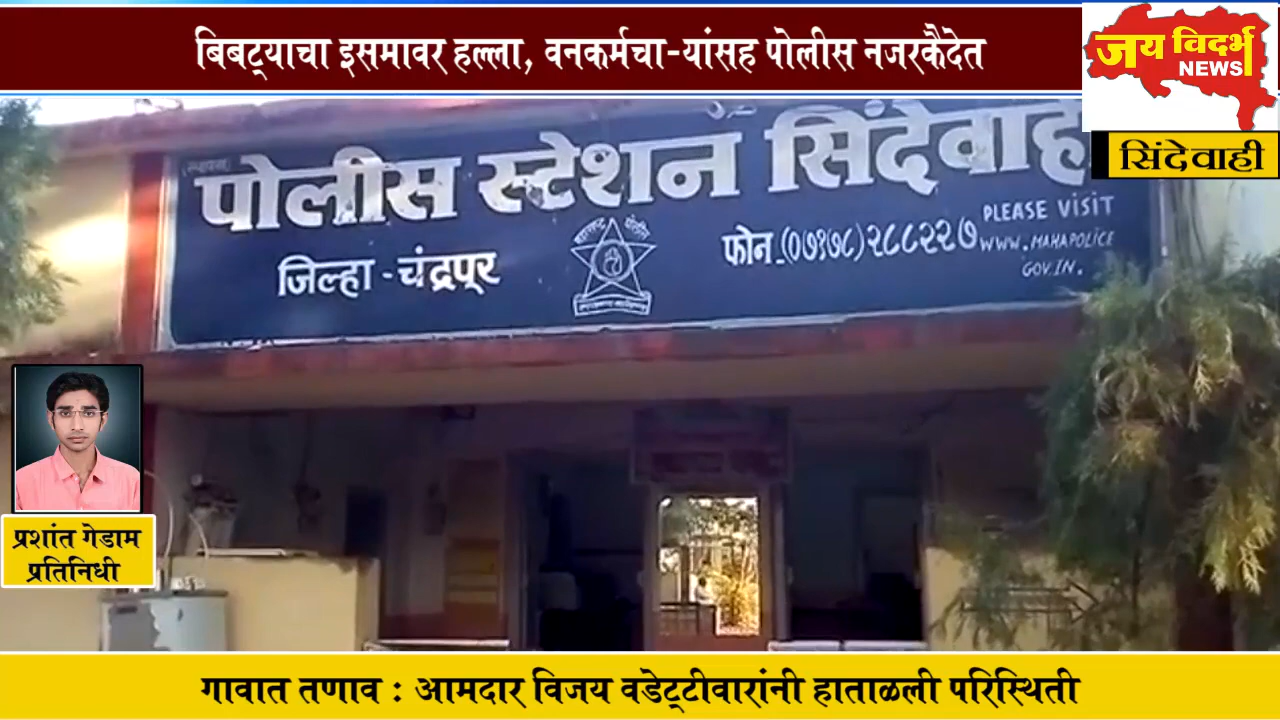 बिबट्याचा इसमावर हल्ला, वनकर्मचा-यांसह पोलीस नजरकैदेत
जय विदर्भ
NEWS
सिंदेवाही
पोलीस स्टेशन सिंदेवाही
जिल्हा - चंद्रपूर
फोन.(०७१७८)२८८२२७
PLEASE VISIT
WWW. MAHAPOLICE
GOV.IN.
प्रशांत गेडाम
प्रतिनिधी
गावात तणाव : आमदार विजय वडेट्टीवारांनी हाताळली परिस्थिती